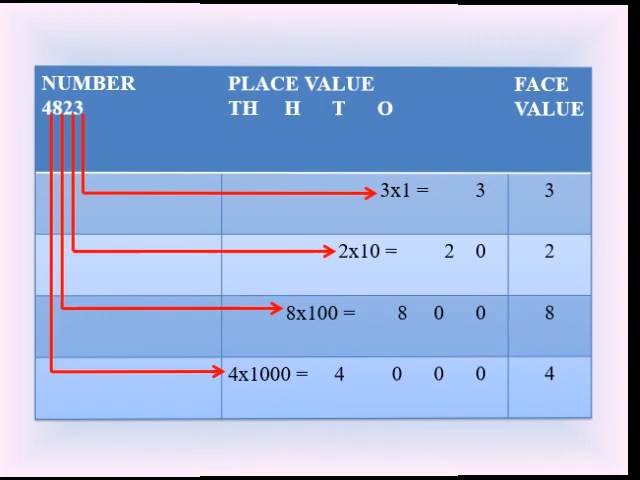 NUMBER PLACE VALUE FACE
4823 TH H T O VALUE
3x1 = 3 3
2x10 = 2 0 2
8x100 = 8 0 0 8
4x1000 = 4 0 0 0 4